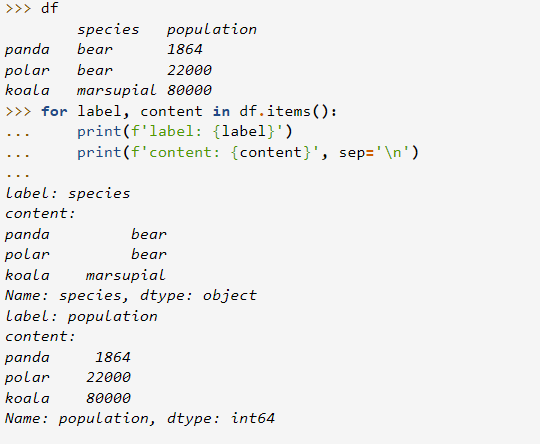 >>> df
        species   population
panda   bear      1864
polar   bear      22000
koala   marsupial 80000
>>> for label, content in df.items():
...     print(f'label: {label}')
...     print(f'content: {content}', sep='\n')
...
label: species
content:
panda         bear
polar         bear
koala    marsupial
Name: species, dtype: object
label: population
content:
panda     1864
polar    22000
koala    80000
Name: population, dtype: int64